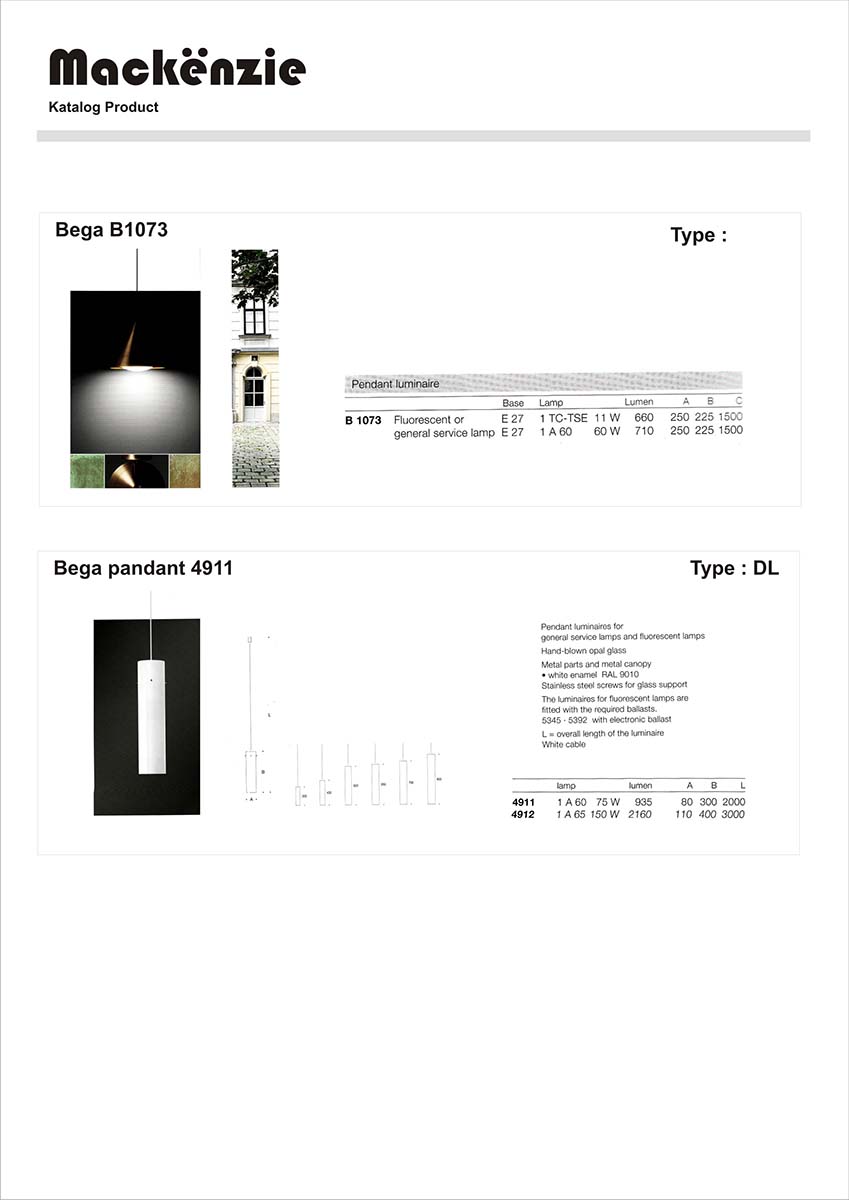 Mackënzie
Katalog Product
Bega B1073
Type :
Pendant luminaire
Base Lamp Lumen A B C
B 1073 Fluorescent or E 27 1 TC-TSE 11 W 660 250 225 1500
general service lamp E 27 1 A 60 60 W 710 250 225 1500
Bega pandant 4911
Type : DL
Pendant luminaires for
general service lamps and fluorescent lamps
Hand-blown opal glass
Metal parts and metal canopy
• white enamel RAL 9010
Stainless steel screws for glass support
The luminaires for fluorescent lamps are
fitted with the required ballasts.
5345 - 5392 with electronic ballast
L = overall length of the luminaire
White cable
L
B
A
lamp lumen A B L
4911 1 A 60 75 W 935 80 300 2000
4912 1 A 65 150 W 2160 110 400 3000